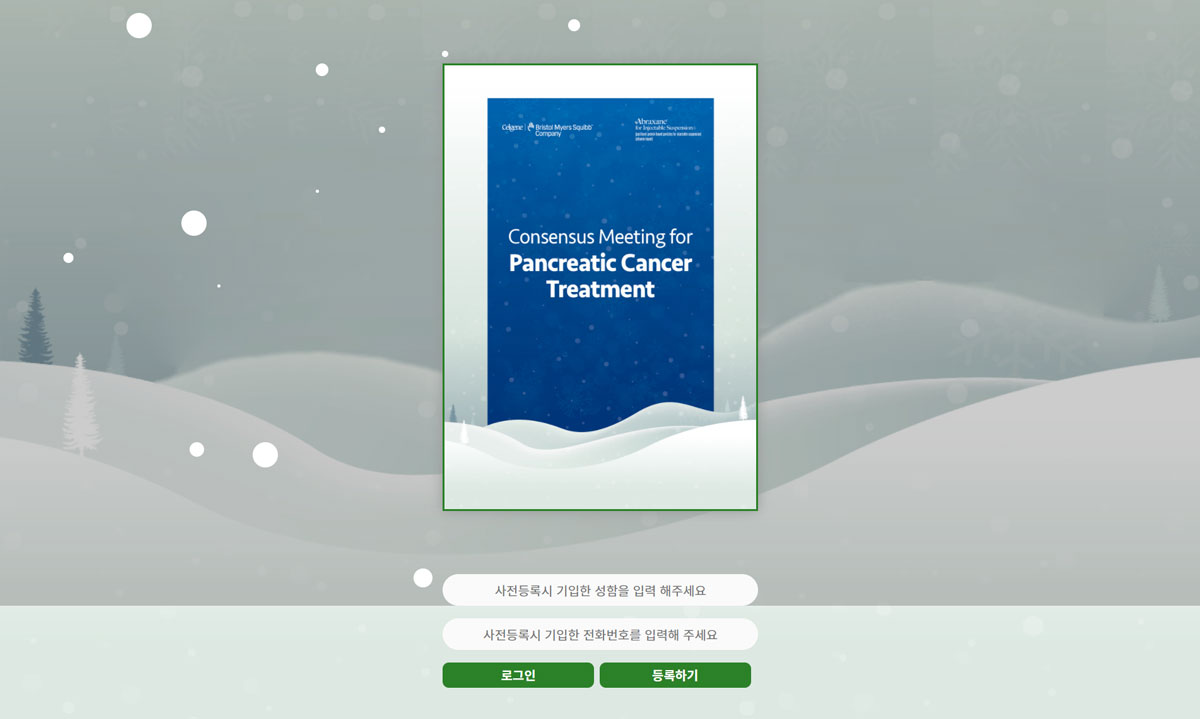 Celgene | Bristol Myers Squibb
Company
Abraxane
for Injectable Suspension
Consensus Meeting for
Pancreatic Cancer
Treatment
사전등록시 기입한 성함을 입력 해주세요
사전등록시 기입한 전화번호를 입력해 주세요
로그인
등록하기